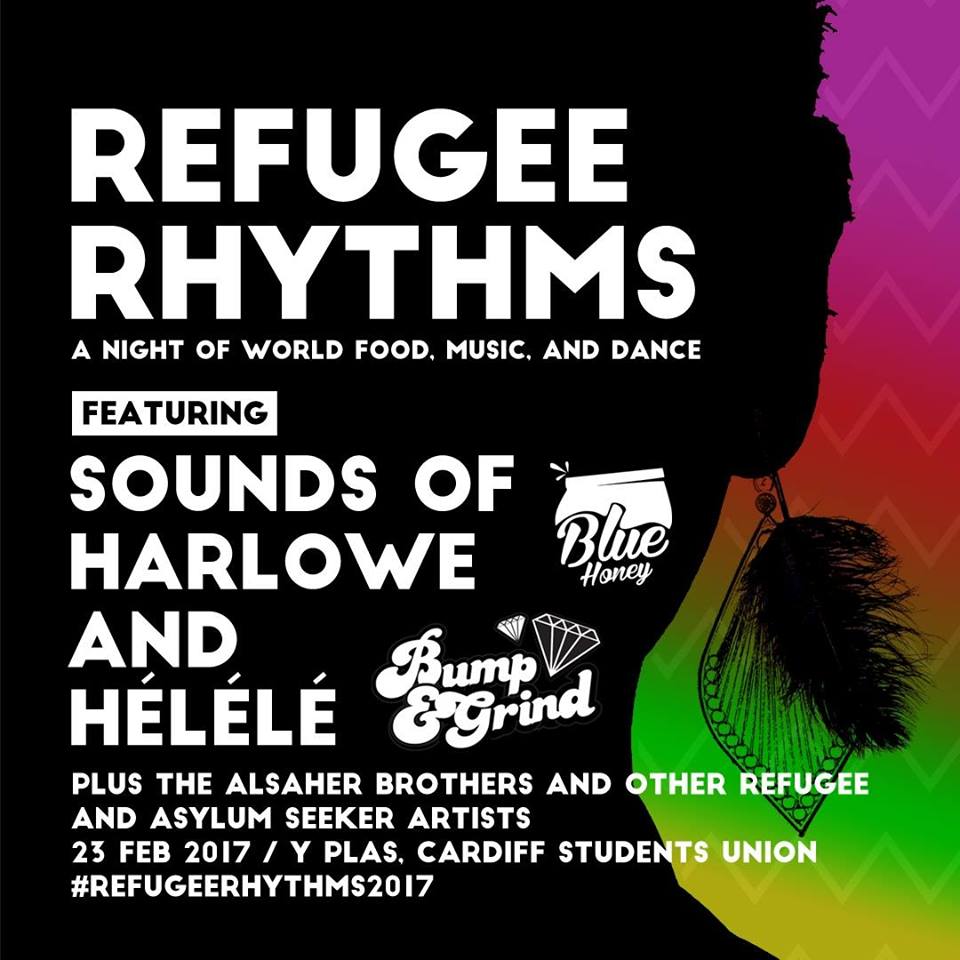 REFUGEE
RHYTHMS
A NIGHT OF WORLD FOOD, MUSIC, AND DANCE
FEATURING
SOUNDS OF
HARLOWE
AND
HÉLÉLÉ
Blue
Honey
Bump
&Grind
PLUS THE ALSAHER BROTHERS AND OTHER REFUGEE
AND ASYLUM SEEKER ARTISTS
23 FEB 2017 / Y PLAS, CARDIFF STUDENTS UNION
#REFUGEERHYTHMS2017